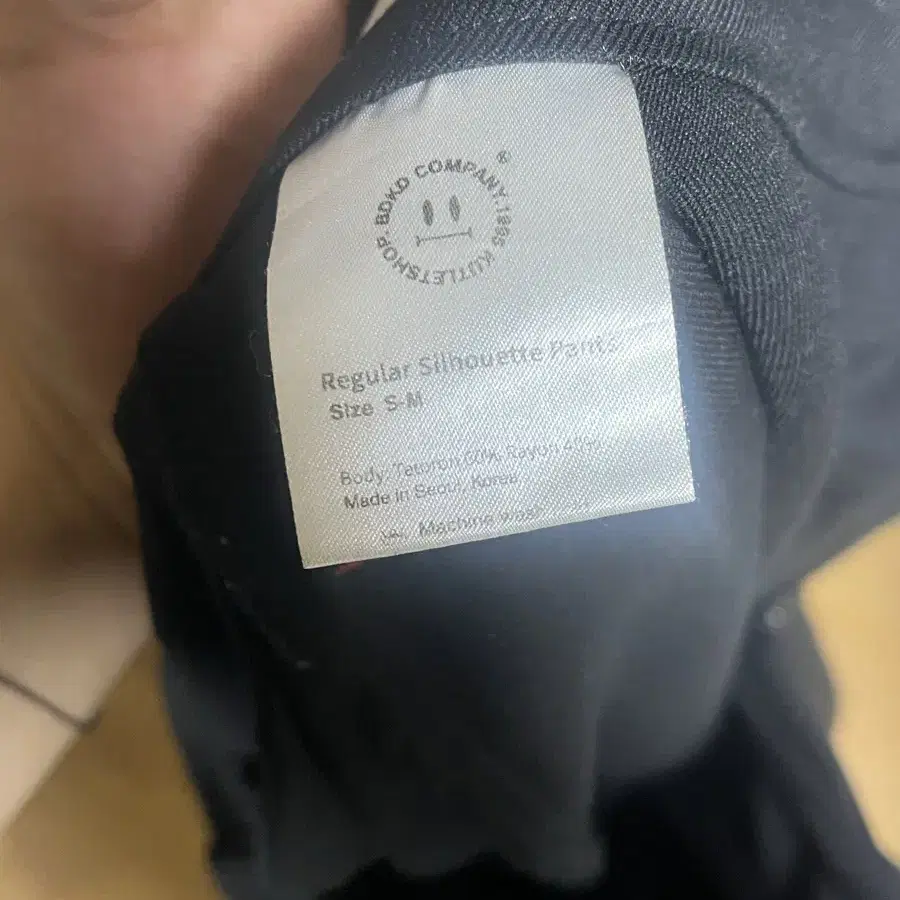 BDKD COMPANY.1995 KUTLETSHOP.
®
Regular Silhouette Pants
Size S-M
Body: Tetoron 60%, Rayon 40%
Made in Seoul, Korea
Machine wash